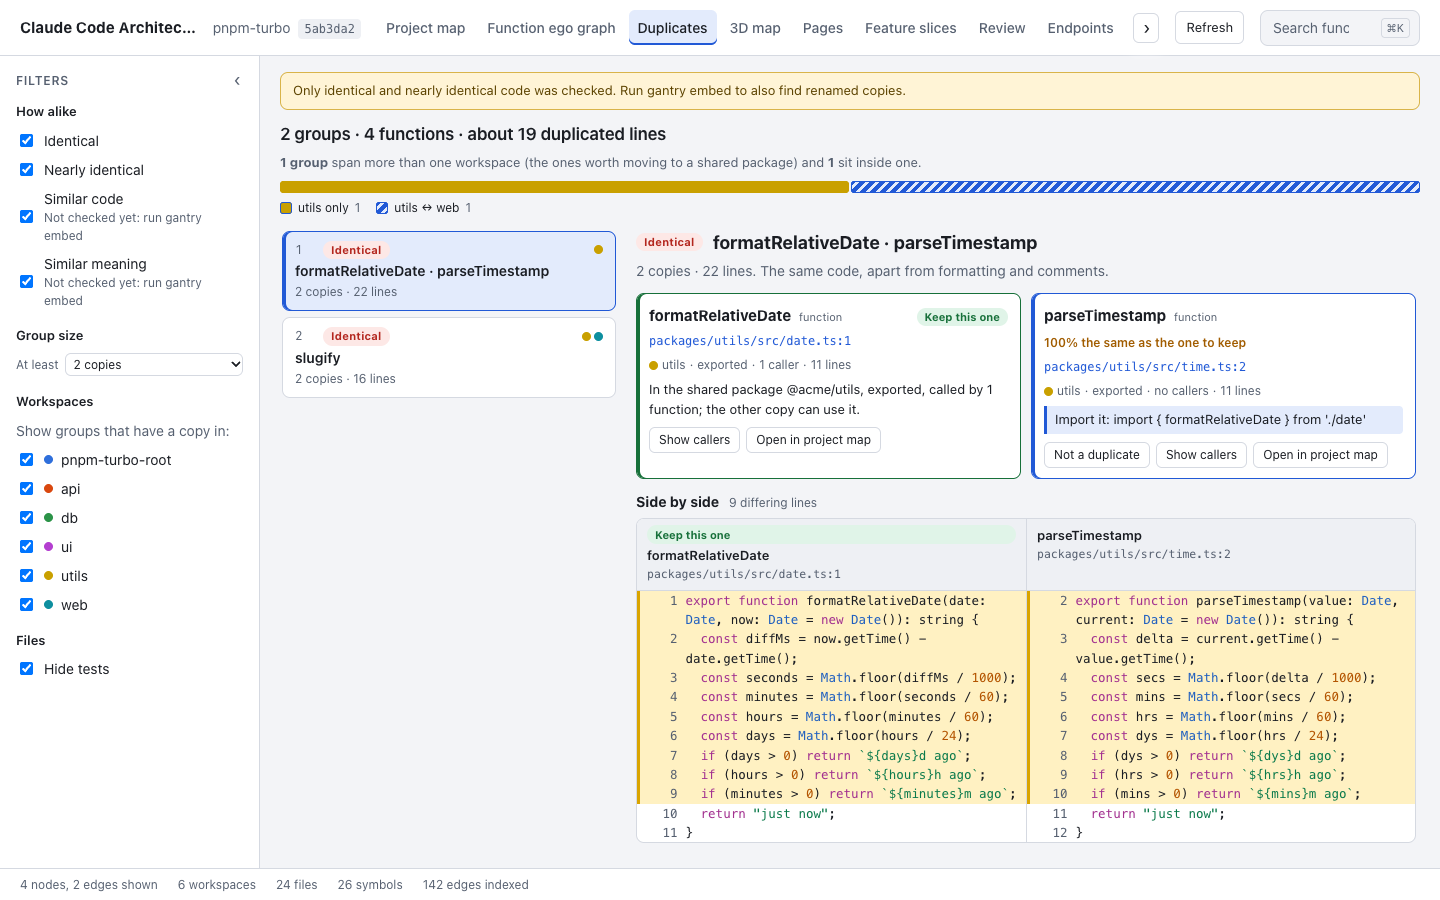 Claude Code Architec... pnpm-turbo 5ab3da2 Project map Function ego graph Duplicates 3D map Pages Feature slices Review Endpoints › Refresh Search func ⌘K
FILTERS ‹
How alike
Identical
Nearly identical
Similar code
Not checked yet: run gantry
embed
Similar meaning
Not checked yet: run gantry
embed
Group size
At least 2 copies
Workspaces
Show groups that have a copy in:
pnpm-turbo-root
api
db
ui
utils
web
Files
Hide tests
Only identical and nearly identical code was checked. Run gantry embed to also find renamed copies.
2 groups · 4 functions · about 19 duplicated lines
1 group span more than one workspace (the ones worth moving to a shared package) and 1 sit inside one.
utils only 1 utils ↔ web 1
1 Identical
formatRelativeDate · parseTimestamp
2 copies · 22 lines
2 Identical
slugify
2 copies · 16 lines
Identical formatRelativeDate · parseTimestamp
2 copies · 22 lines. The same code, apart from formatting and comments.
formatRelativeDate function Keep this one
packages/utils/src/date.ts:1
utils · exported · 1 caller · 11 lines
In the shared package @acme/utils, exported, called by 1
function; the other copy can use it.
Show callers Open in project map
parseTimestamp function
100% the same as the one to keep
packages/utils/src/time.ts:2
utils · exported · no callers · 11 lines
Import it: import { formatRelativeDate } from './date'
Not a duplicate Show callers Open in project map
Side by side 9 differing lines
Keep this one
formatRelativeDate
packages/utils/src/date.ts:1
1 export function formatRelativeDate(date:
Date, now: Date = new Date()): string {
2 const diffMs = now.getTime() −
date.getTime();
3 const seconds = Math.floor(diffMs / 1000);
4 const minutes = Math.floor(seconds / 60);
5 const hours = Math.floor(minutes / 60);
6 const days = Math.floor(hours / 24);
7 if (days > 0) return `${days}d ago`;
8 if (hours > 0) return `${hours}h ago`;
9 if (minutes > 0) return `${minutes}m ago`;
10 return "just now";
11 }
parseTimestamp
packages/utils/src/time.ts:2
2 export function parseTimestamp(value: Date,
current: Date = new Date()): string {
3 const delta = current.getTime() −
value.getTime();
4 const secs = Math.floor(delta / 1000);
5 const mins = Math.floor(secs / 60);
6 const hrs = Math.floor(mins / 60);
7 const dys = Math.floor(hrs / 24);
8 if (dys > 0) return `${dys}d ago`;
9 if (hrs > 0) return `${hrs}h ago`;
10 if (mins > 0) return `${mins}m ago`;
11 return "just now";
12 }
4 nodes, 2 edges shown 6 workspaces 24 files 26 symbols 142 edges indexed